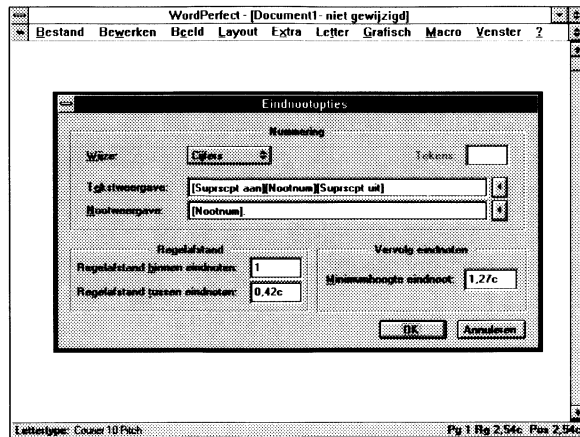 WordPerfect - [Document1- niet gewijzigd]
Bestand Bewerken Beeld Layout Extra Letter Grafisch Macro Venster ?
Eindnootopties
Nummering
Wijze: Cijfers Tekens
Tekstweergave: [Suprscpt aan][Nootnum][Suprscpt uit]
Nootweergave: [Nootnum].
Regelafstand Vervolg eindnoten
Regelafstand binnen eindnoten: 1
Minimumhoogte eindnoot: 1,27c
Regelafstand tussen eindnoten: 0,42c
OK Annuleren
Lettertype: Courier 10 Pitch Pg 1 Rg 2,54c Pos 2,54c